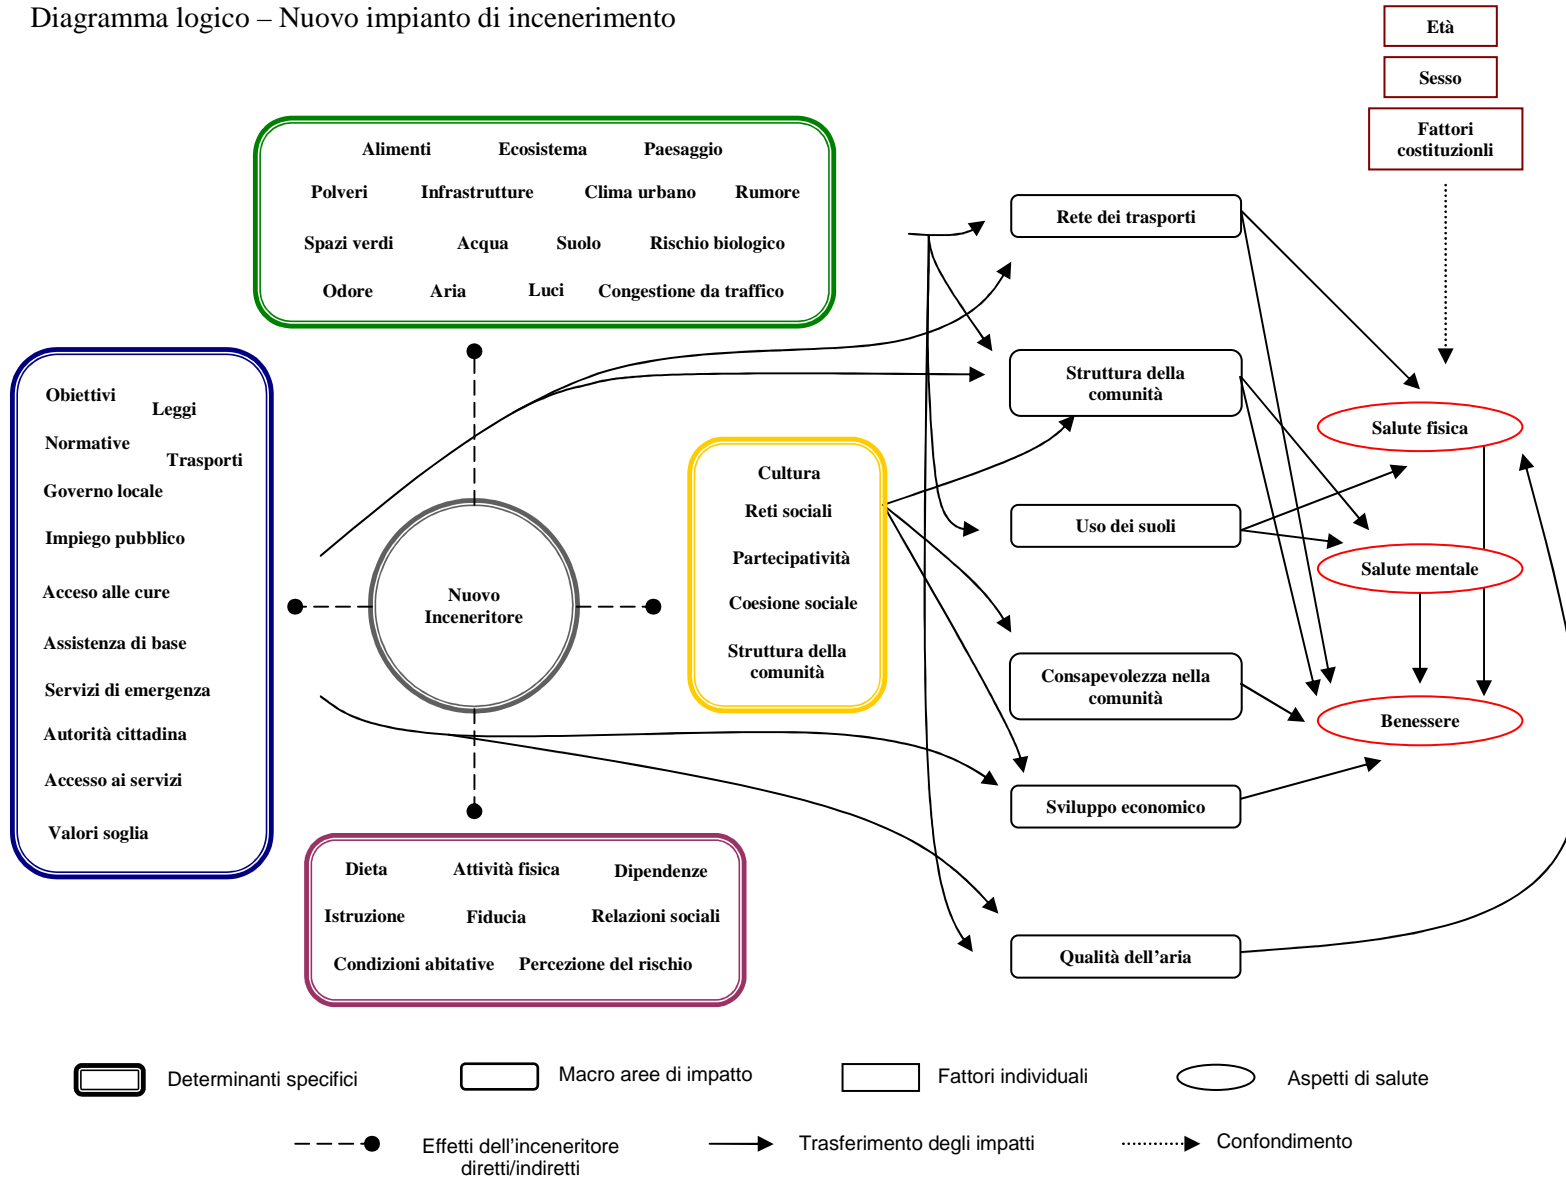 Diagramma logico – Nuovo impianto di incenerimento
Età
Sesso
Fattori
costituzionli
Alimenti Ecosistema Paesaggio
Polveri Infrastrutture Clima urbano Rumore
Spazi verdi Acqua Suolo Rischio biologico
Odore Aria Luci Congestione da traffico
Obiettivi
Leggi
Normative
Trasporti
Governo locale
Impiego pubblico
Acceso alle cure
Assistenza di base
Servizi di emergenza
Autorità cittadina
Accesso ai servizi
Valori soglia
Nuovo
Inceneritore
Cultura
Reti sociali
Partecipatività
Coesione sociale
Struttura della
comunità
Dieta Attività fisica Dipendenze
Istruzione Fiducia Relazioni sociali
Condizioni abitative Percezione del rischio
Rete dei trasporti
Struttura della
comunità
Uso dei suoli
Consapevolezza nella
comunità
Sviluppo economico
Qualità dell’aria
Salute fisica
Salute mentale
Benessere
Determinanti specifici
Macro aree di impatto
Fattori individuali
Aspetti di salute
Effetti dell’inceneritore
diretti/indiretti
Trasferimento degli impatti
Confondimento